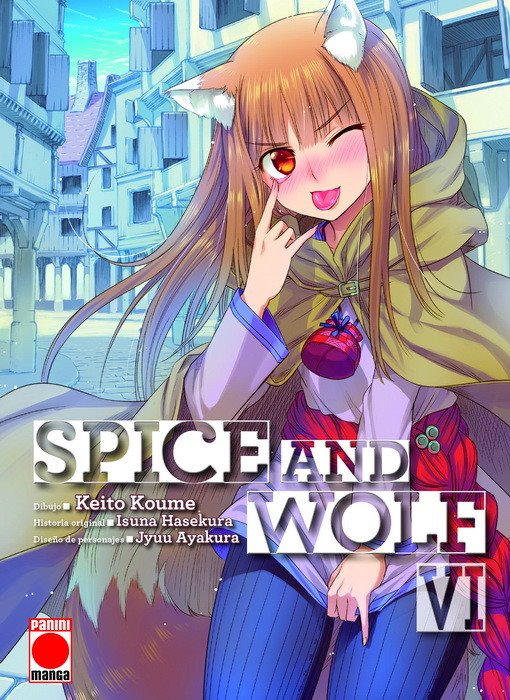 SPICE AND
WOLF
VI
Dibujo ■ Keito Koume
Historia original ■ Isuna Hasekura
Diseño de personajes ■ Jyuu Ayakura
PANINI
manga